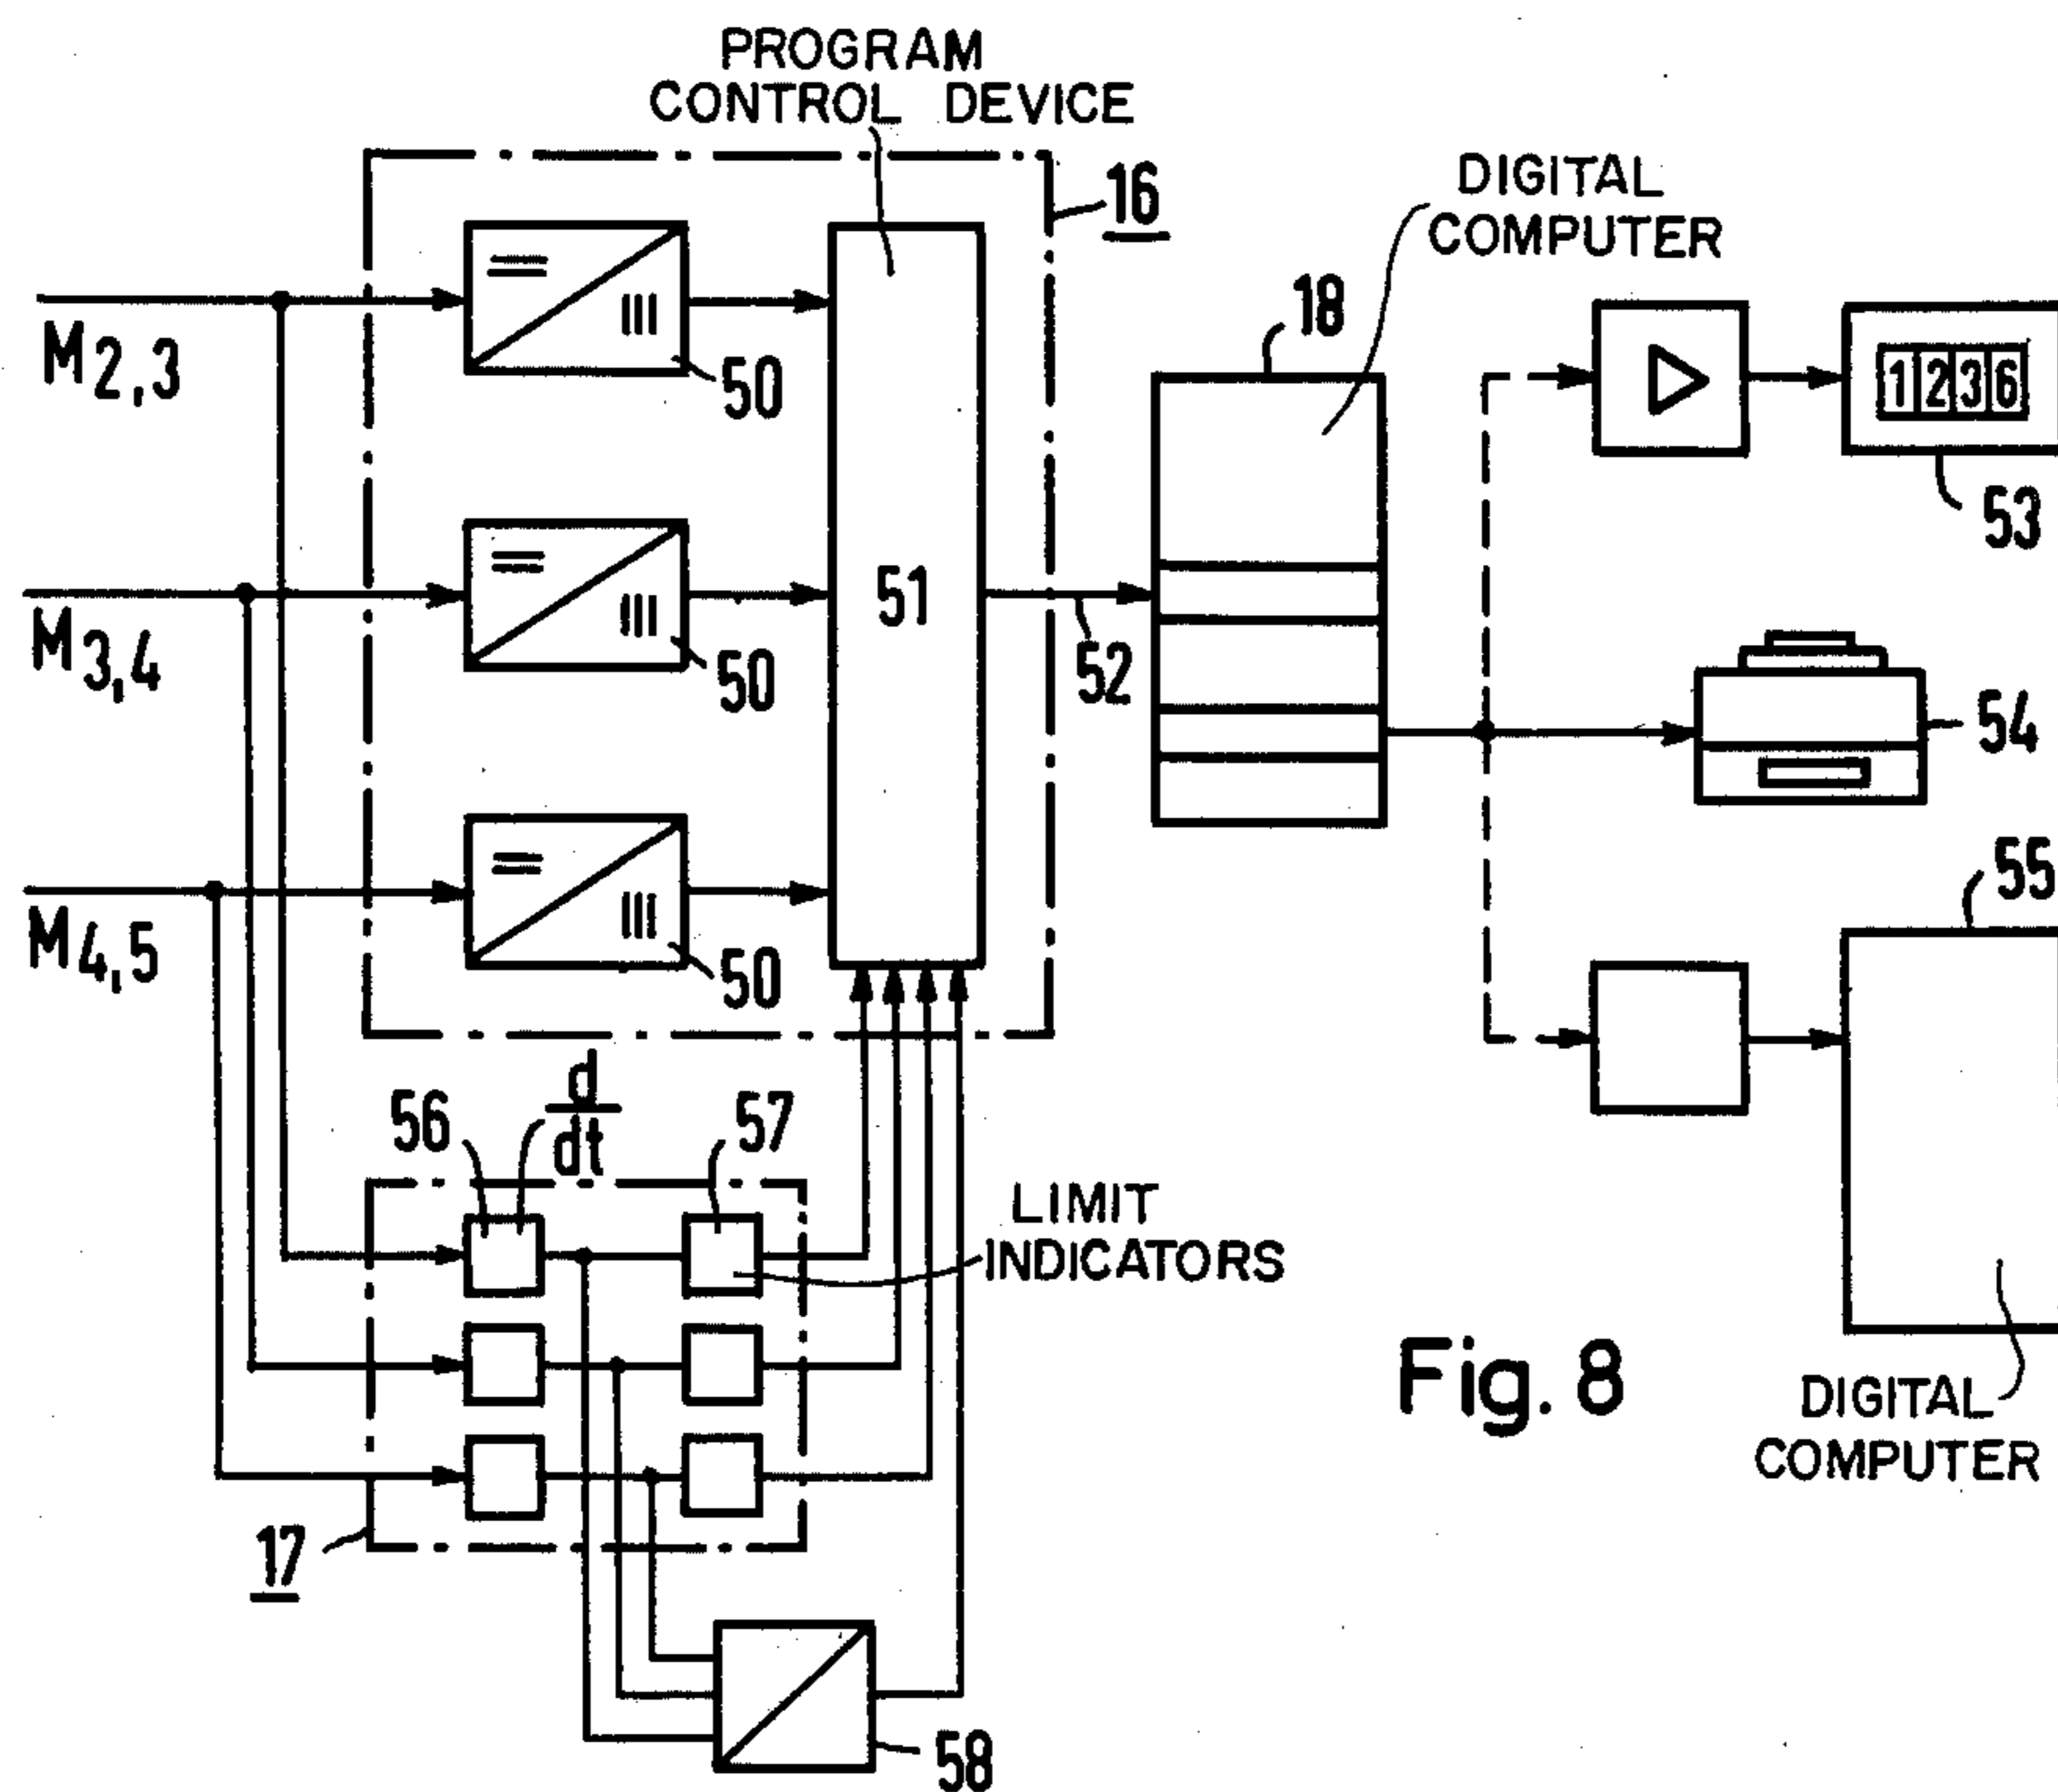 PROGRAM
CONTROL DEVICE
16
DIGITAL
COMPUTER
18
M2,3
50
1236
53
M3,4
50
51
52
54
M4,5
50
55
56
d
dt
57
LIMIT
INDICATORS
17
58
Fig. 8
DIGITAL
COMPUTER